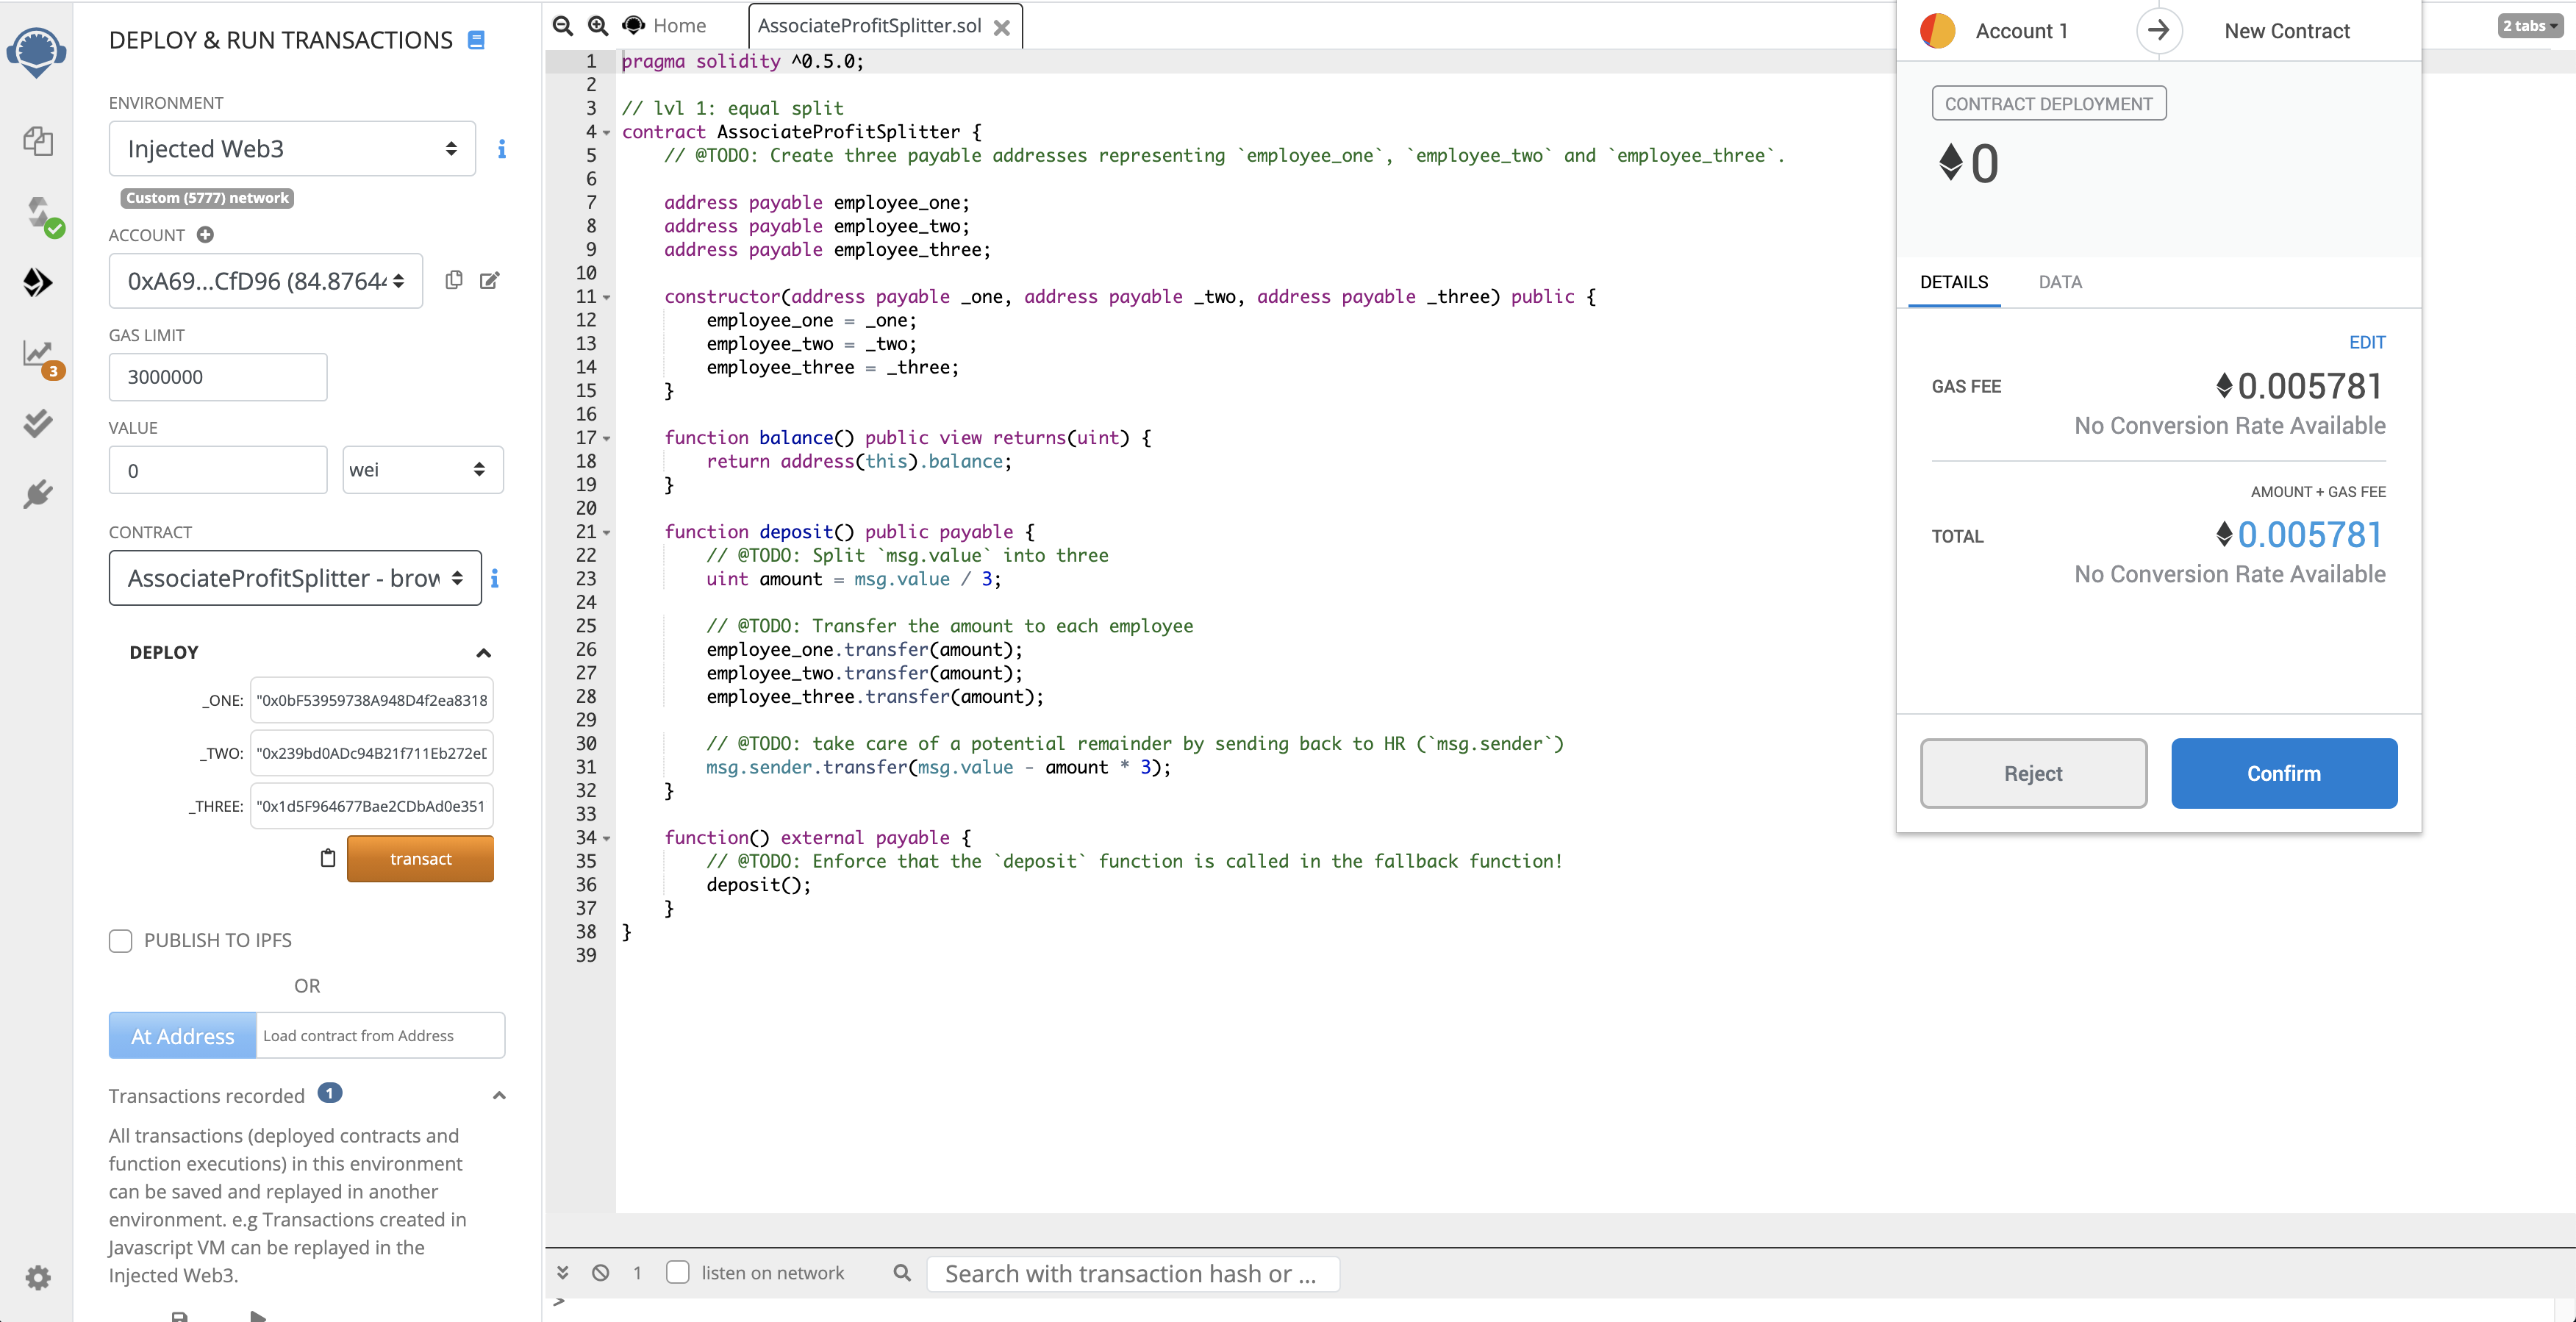 DEPLOY & RUN TRANSACTIONS
ENVIRONMENT
Injected Web3
Custom (5777) network
ACCOUNT
0xA69...CfD96 (84.8764
GAS LIMIT
3000000
VALUE
0
wei
CONTRACT
AssociateProfitSplitter - brow
DEPLOY
_ONE: "0x0bF53959738A948D4f2ea8318
_TWO: "0x239bd0ADc94B21f711Eb272e
_THREE: "0x1d5F964677Bae2CDbAd0e351
transact
PUBLISH TO IPFS
OR
At Address
Load contract from Address
Transactions recorded 1
All transactions (deployed contracts and
function executions) in this environment
can be saved and replayed in another
environment. e.g Transactions created in
Javascript VM can be replayed in the
Injected Web3.
3
Home
AssociateProfitSplitter.sol
2 tabs
1 pragma solidity ^0.5.0;
2
3 // lvl 1: equal split
4 contract AssociateProfitSplitter {
5 // @TODO: Create three payable addresses representing `employee_one`, `employee_two` and `employee_three`.
6
7 address payable employee_one;
8 address payable employee_two;
9 address payable employee_three;
10
11 constructor(address payable _one, address payable _two, address payable _three) public {
12 employee_one = _one;
13 employee_two = _two;
14 employee_three = _three;
15 }
16
17 function balance() public view returns(uint) {
18 return address(this).balance;
19 }
20
21 function deposit() public payable {
22 // @TODO: Split `msg.value` into three
23 uint amount = msg.value / 3;
24
25 // @TODO: Transfer the amount to each employee
26 employee_one.transfer(amount);
27 employee_two.transfer(amount);
28 employee_three.transfer(amount);
29
30 // @TODO: take care of a potential remainder by sending back to HR (`msg.sender`)
31 msg.sender.transfer(msg.value - amount * 3);
32 }
33
34 function() external payable {
35 // @TODO: Enforce that the `deposit` function is called in the fallback function!
36 deposit();
37 }
38 }
39
1
listen on network
Search with transaction hash or ...
>
Account 1
New Contract
CONTRACT DEPLOYMENT
0
DETAILS
DATA
EDIT
GAS FEE
0.005781
No Conversion Rate Available
AMOUNT + GAS FEE
TOTAL
0.005781
No Conversion Rate Available
Reject
Confirm